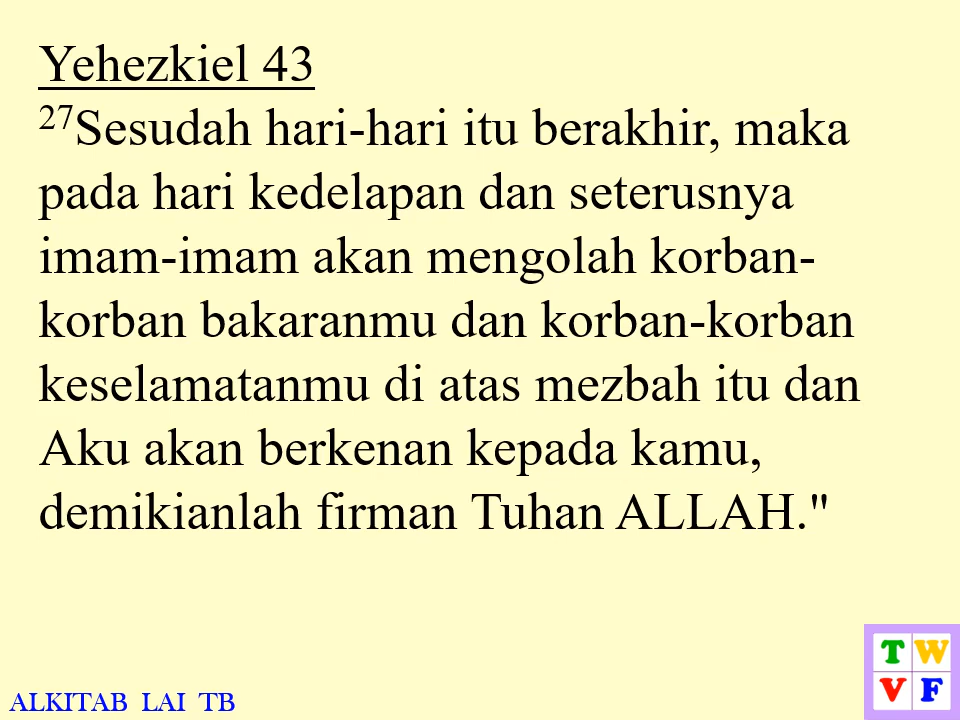 Yehezkiel 43
27Sesudah hari-hari itu berakhir, maka
pada hari kedelapan dan seterusnya
imam-imam akan mengolah korban-
korban bakaranmu dan korban-korban
keselamatanmu di atas mezbah itu dan
Aku akan berkenan kepada kamu,
demikianlah firman Tuhan ALLAH."
T W
V F
ALKITAB LAI TB